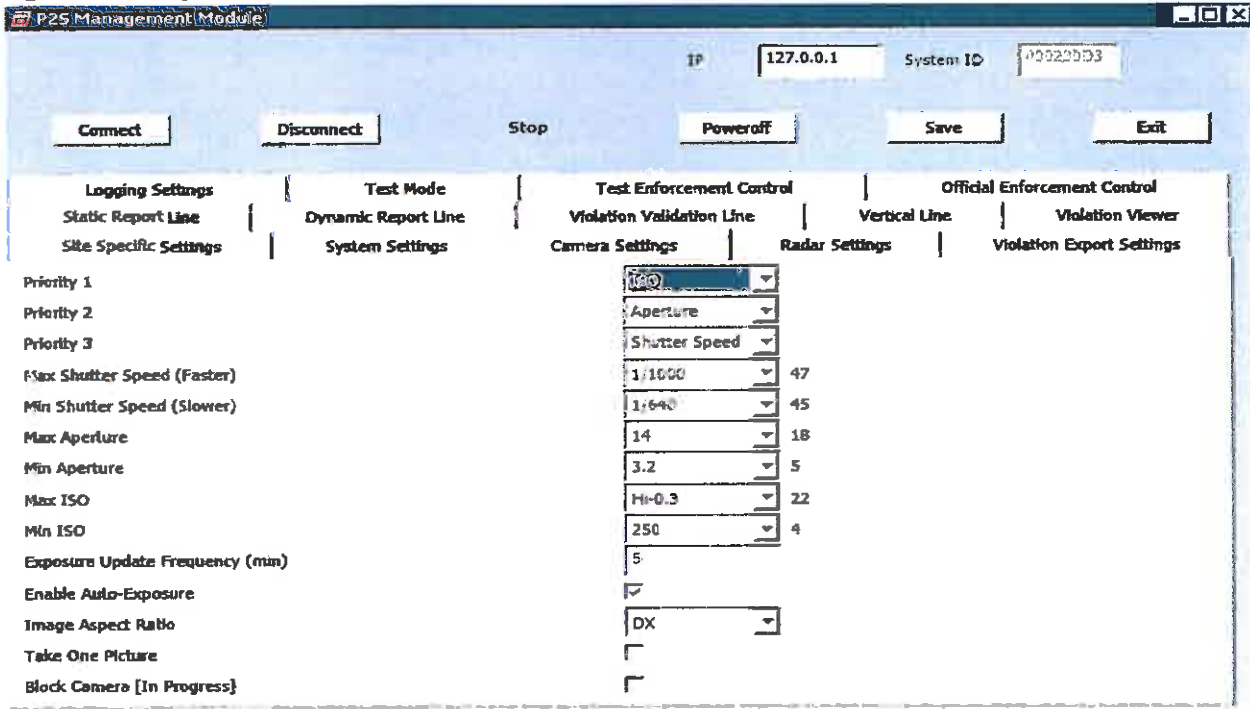 P2S Management Module
IP 127.0.0.1 System ID
Connect Disconnect Stop Poweroff Save Exit
Logging Settings Test Mode Test Enforcement Control Official Enforcement Control
Static Report Line Dynamic Report Line Violation Validation Line Vertical Line Violation Viewer
Site Specific Settings System Settings Camera Settings Radar Settings Violation Export Settings
Priority 1 ISO
Priority 2 Aperture
Priority 3 Shutter Speed
Max Shutter Speed (Faster) 1/1000 47
Min Shutter Speed (Slower) 1/640 45
Max Aperture 14 18
Min Aperture 3.2 5
Max ISO Hi-0.3 22
Min ISO 250 4
Exposure Update Frequency (min) 5
Enable Auto-Exposure
Image Aspect Ratio DX
Take One Picture
Block Camera [In Progress}